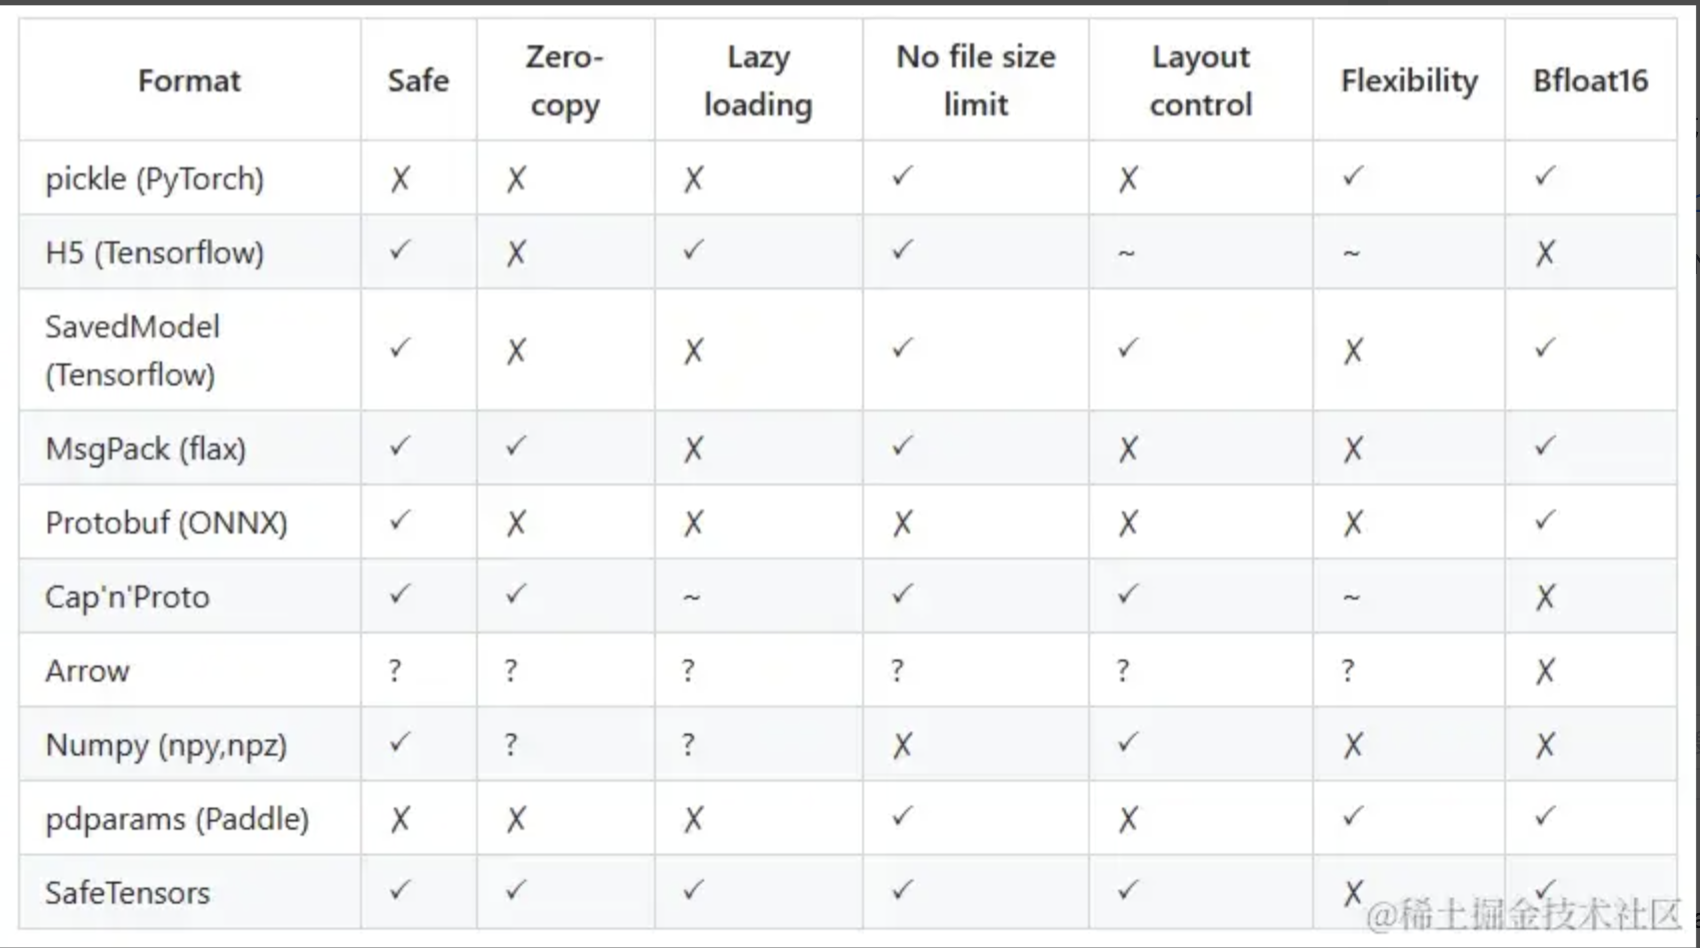 Format Safe Zero-copy Lazy loading No file size limit Layout control Flexibility Bfloat16
pickle (PyTorch) ✗ ✗ ✗ ✓ ✗ ✓ ✓
H5 (Tensorflow) ✓ ✗ ✓ ✓ ~ ~ ✗
SavedModel (Tensorflow) ✓ ✗ ✗ ✓ ✓ ✗ ✓
MsgPack (flax) ✓ ✓ ✗ ✓ ✗ ✗ ✓
Protobuf (ONNX) ✓ ✗ ✗ ✗ ✗ ✗ ✓
Cap'n'Proto ✓ ✓ ~ ✓ ✓ ~ ✗
Arrow ? ? ? ? ? ? ✗
Numpy (npy,npz) ✓ ? ? ✗ ✓ ✗ ✗
pdparams (Paddle) ✗ ✗ ✗ ✓ ✗ ✓ ✓
SafeTensors ✓ ✓ ✓ ✓ ✓ ✗ ✓
@稀土掘金技术社区